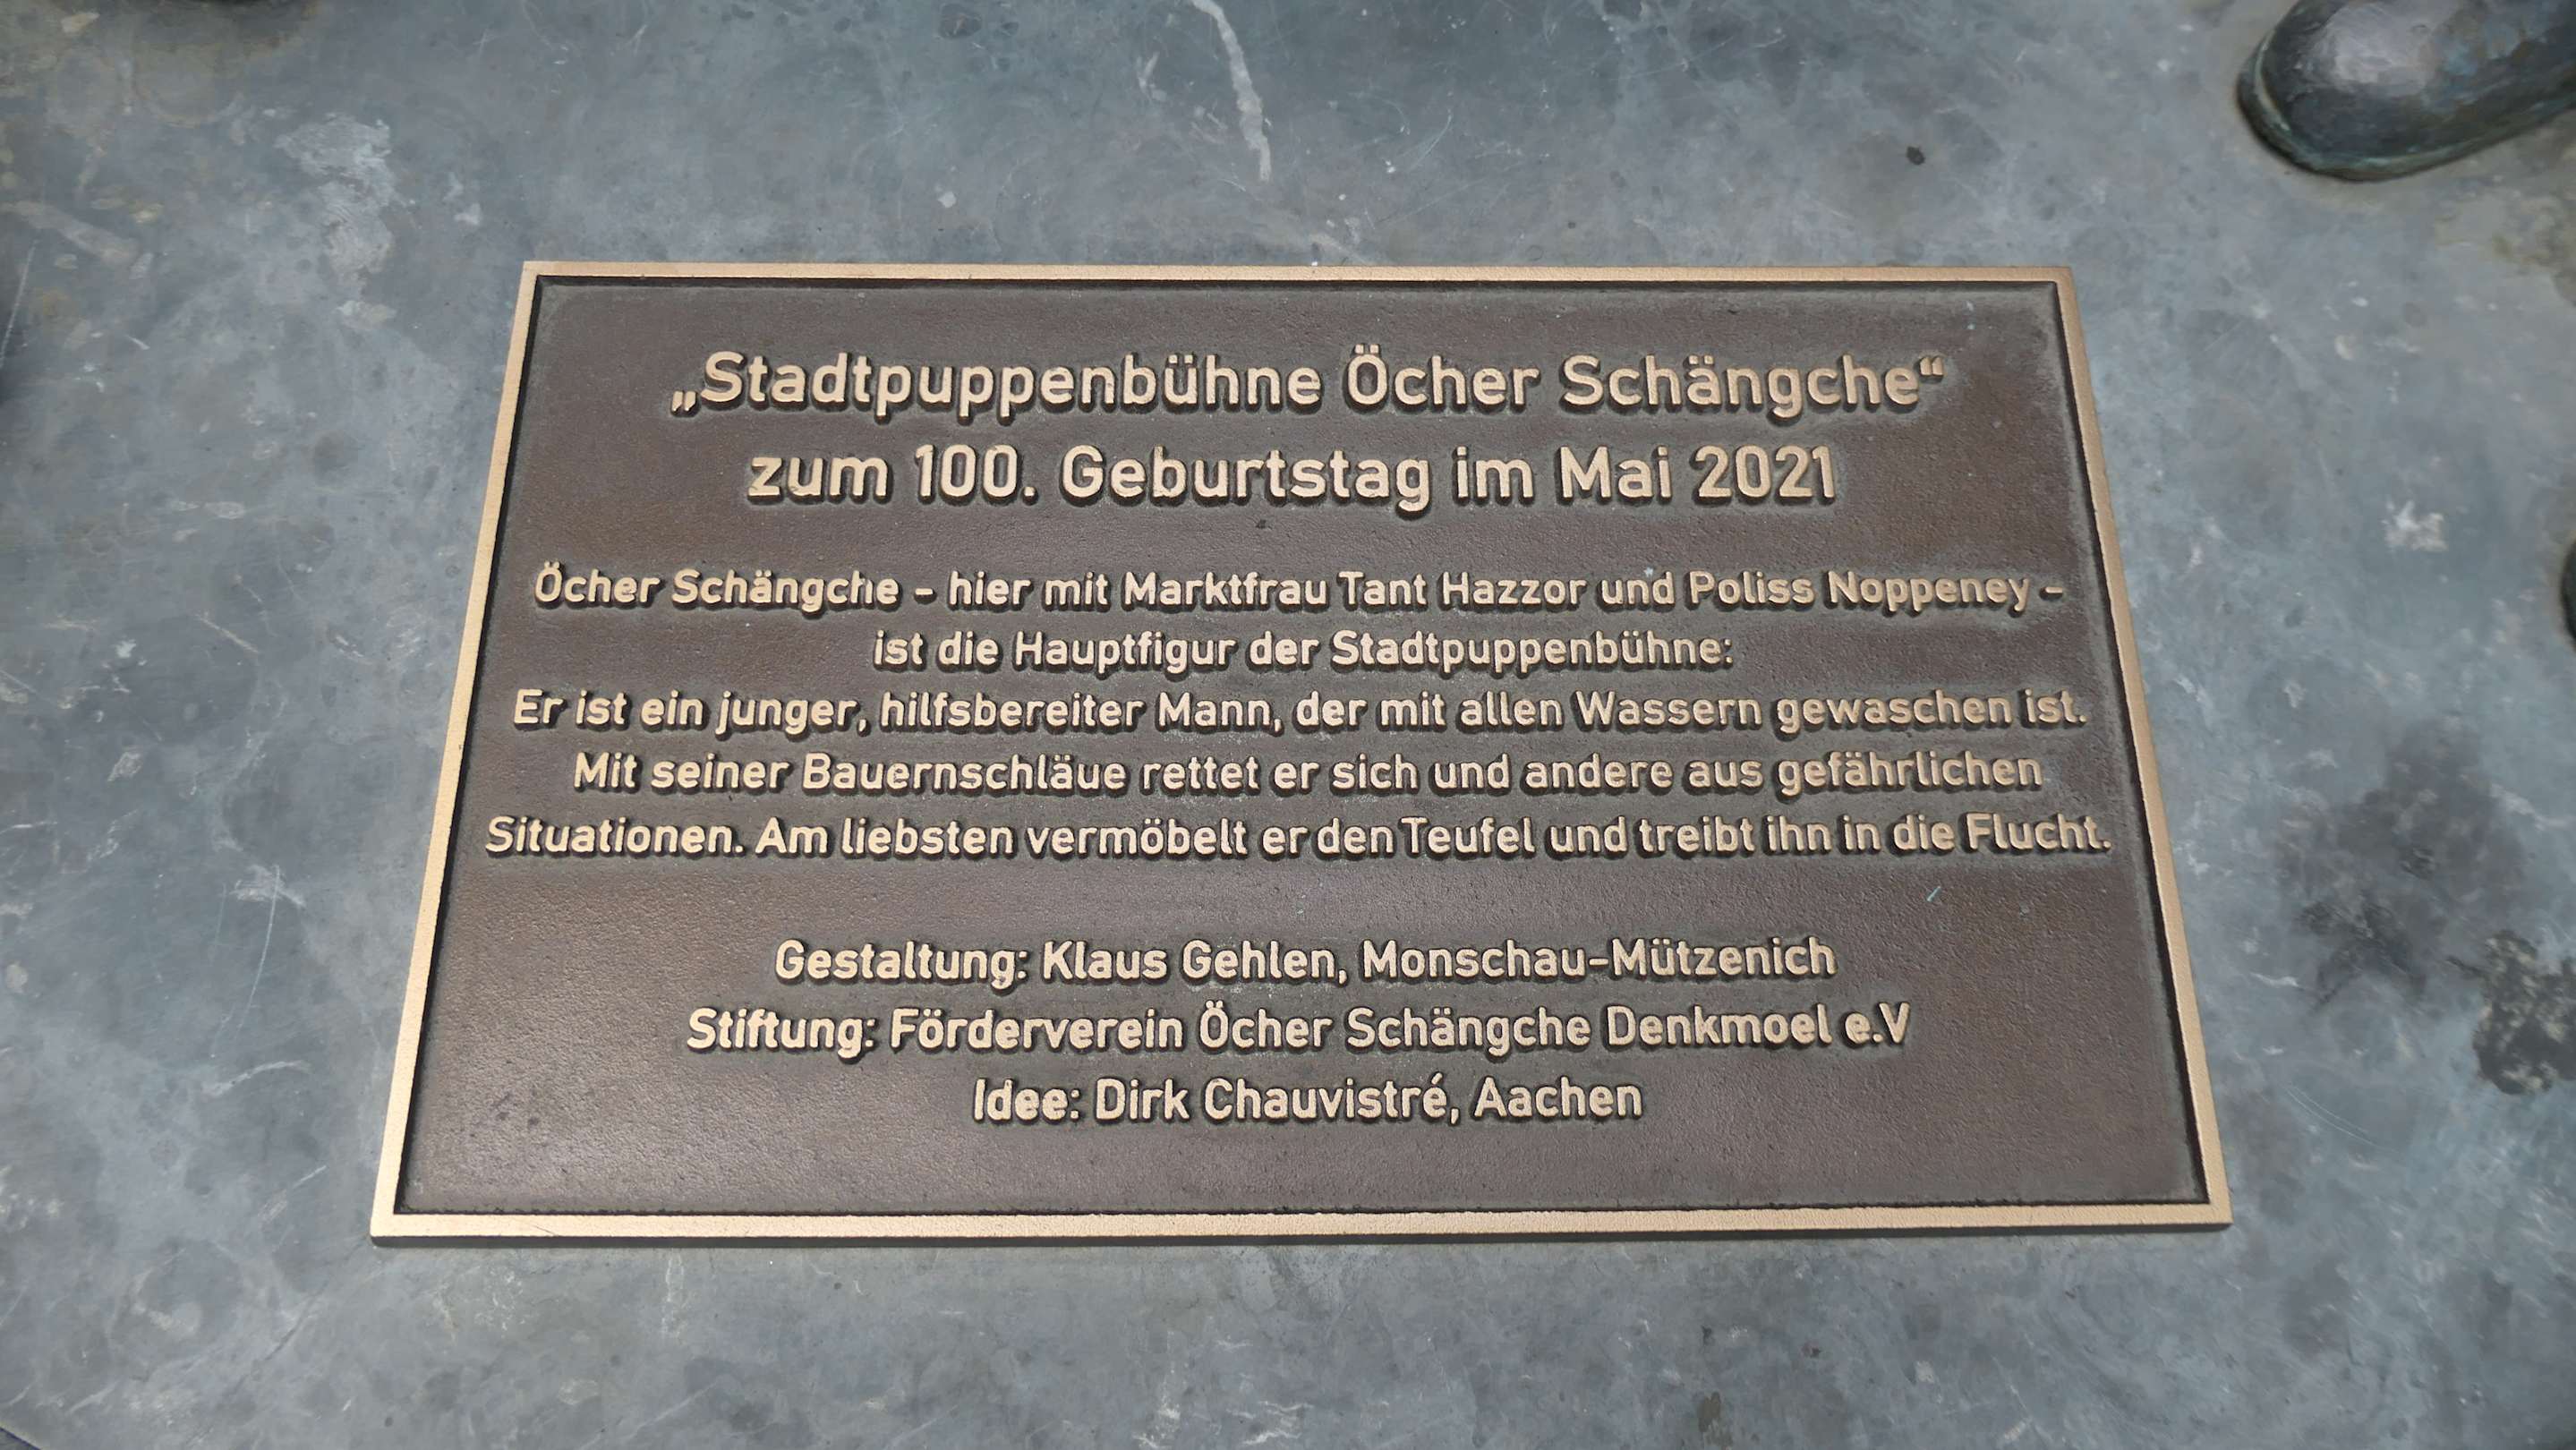 „Stadtpuppenbühne Öcher Schängche“
zum 100. Geburtstag im Mai 2021
Öcher Schängche - hier mit Marktfrau Tant Hazzor und Poliss Noppeney -
ist die Hauptfigur der Stadtpuppenbühne:
Er ist ein junger, hilfsbereiter Mann, der mit allen Wassern gewaschen ist.
Mit seiner Bauernschläue rettet er sich und andere aus gefährlichen
Situationen. Am liebsten vermöbelt er den Teufel und treibt ihn in die Flucht.
Gestaltung: Klaus Gehlen, Monschau-Mützenich
Stiftung: Förderverein Öcher Schängche Denkmoel e.V
Idee: Dirk Chauvistré, Aachen